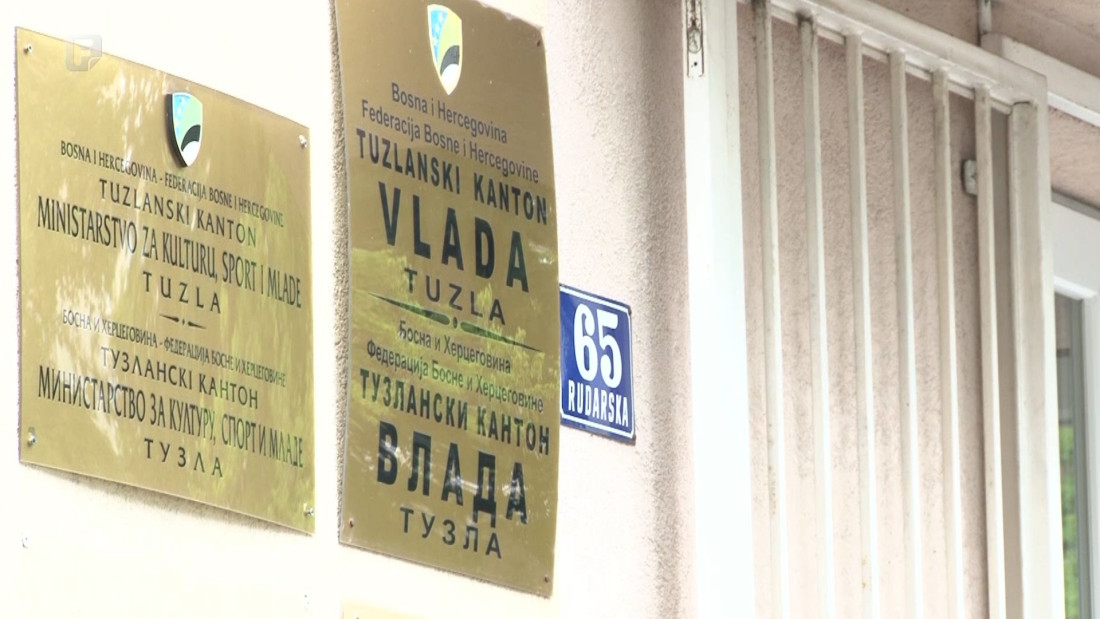 BOSNA I HERCEGOVINA - FEDERACIJA BOSNE I HERCEGOVINE
TUZLANSKI KANTON
MINISTARSTVO ZA KULTURU, SPORT I MLADE
TUZLA
БОСНА И ХЕРЦЕГОВИНА - ФЕДЕРАЦИЈА БОСНЕ И ХЕРЦЕГОВИНЕ
ТУЗЛАНСКИ КАНТОН
МИНИСТАРСТВО ЗА КУЛТУРУ, СПОРТ И МЛАДЕ
ТУЗЛА
Bosna i Hercegovina
Federacija Bosne i Hercegovine
TUZLANSKI KANTON
VLADA
TUZLA
Босна и Херцеговина
Федерација Босне и Херцеговине
ТУЗЛАНСКИ КАНТОН
ВЛАДА
ТУЗЛА
65
RUDARSKA